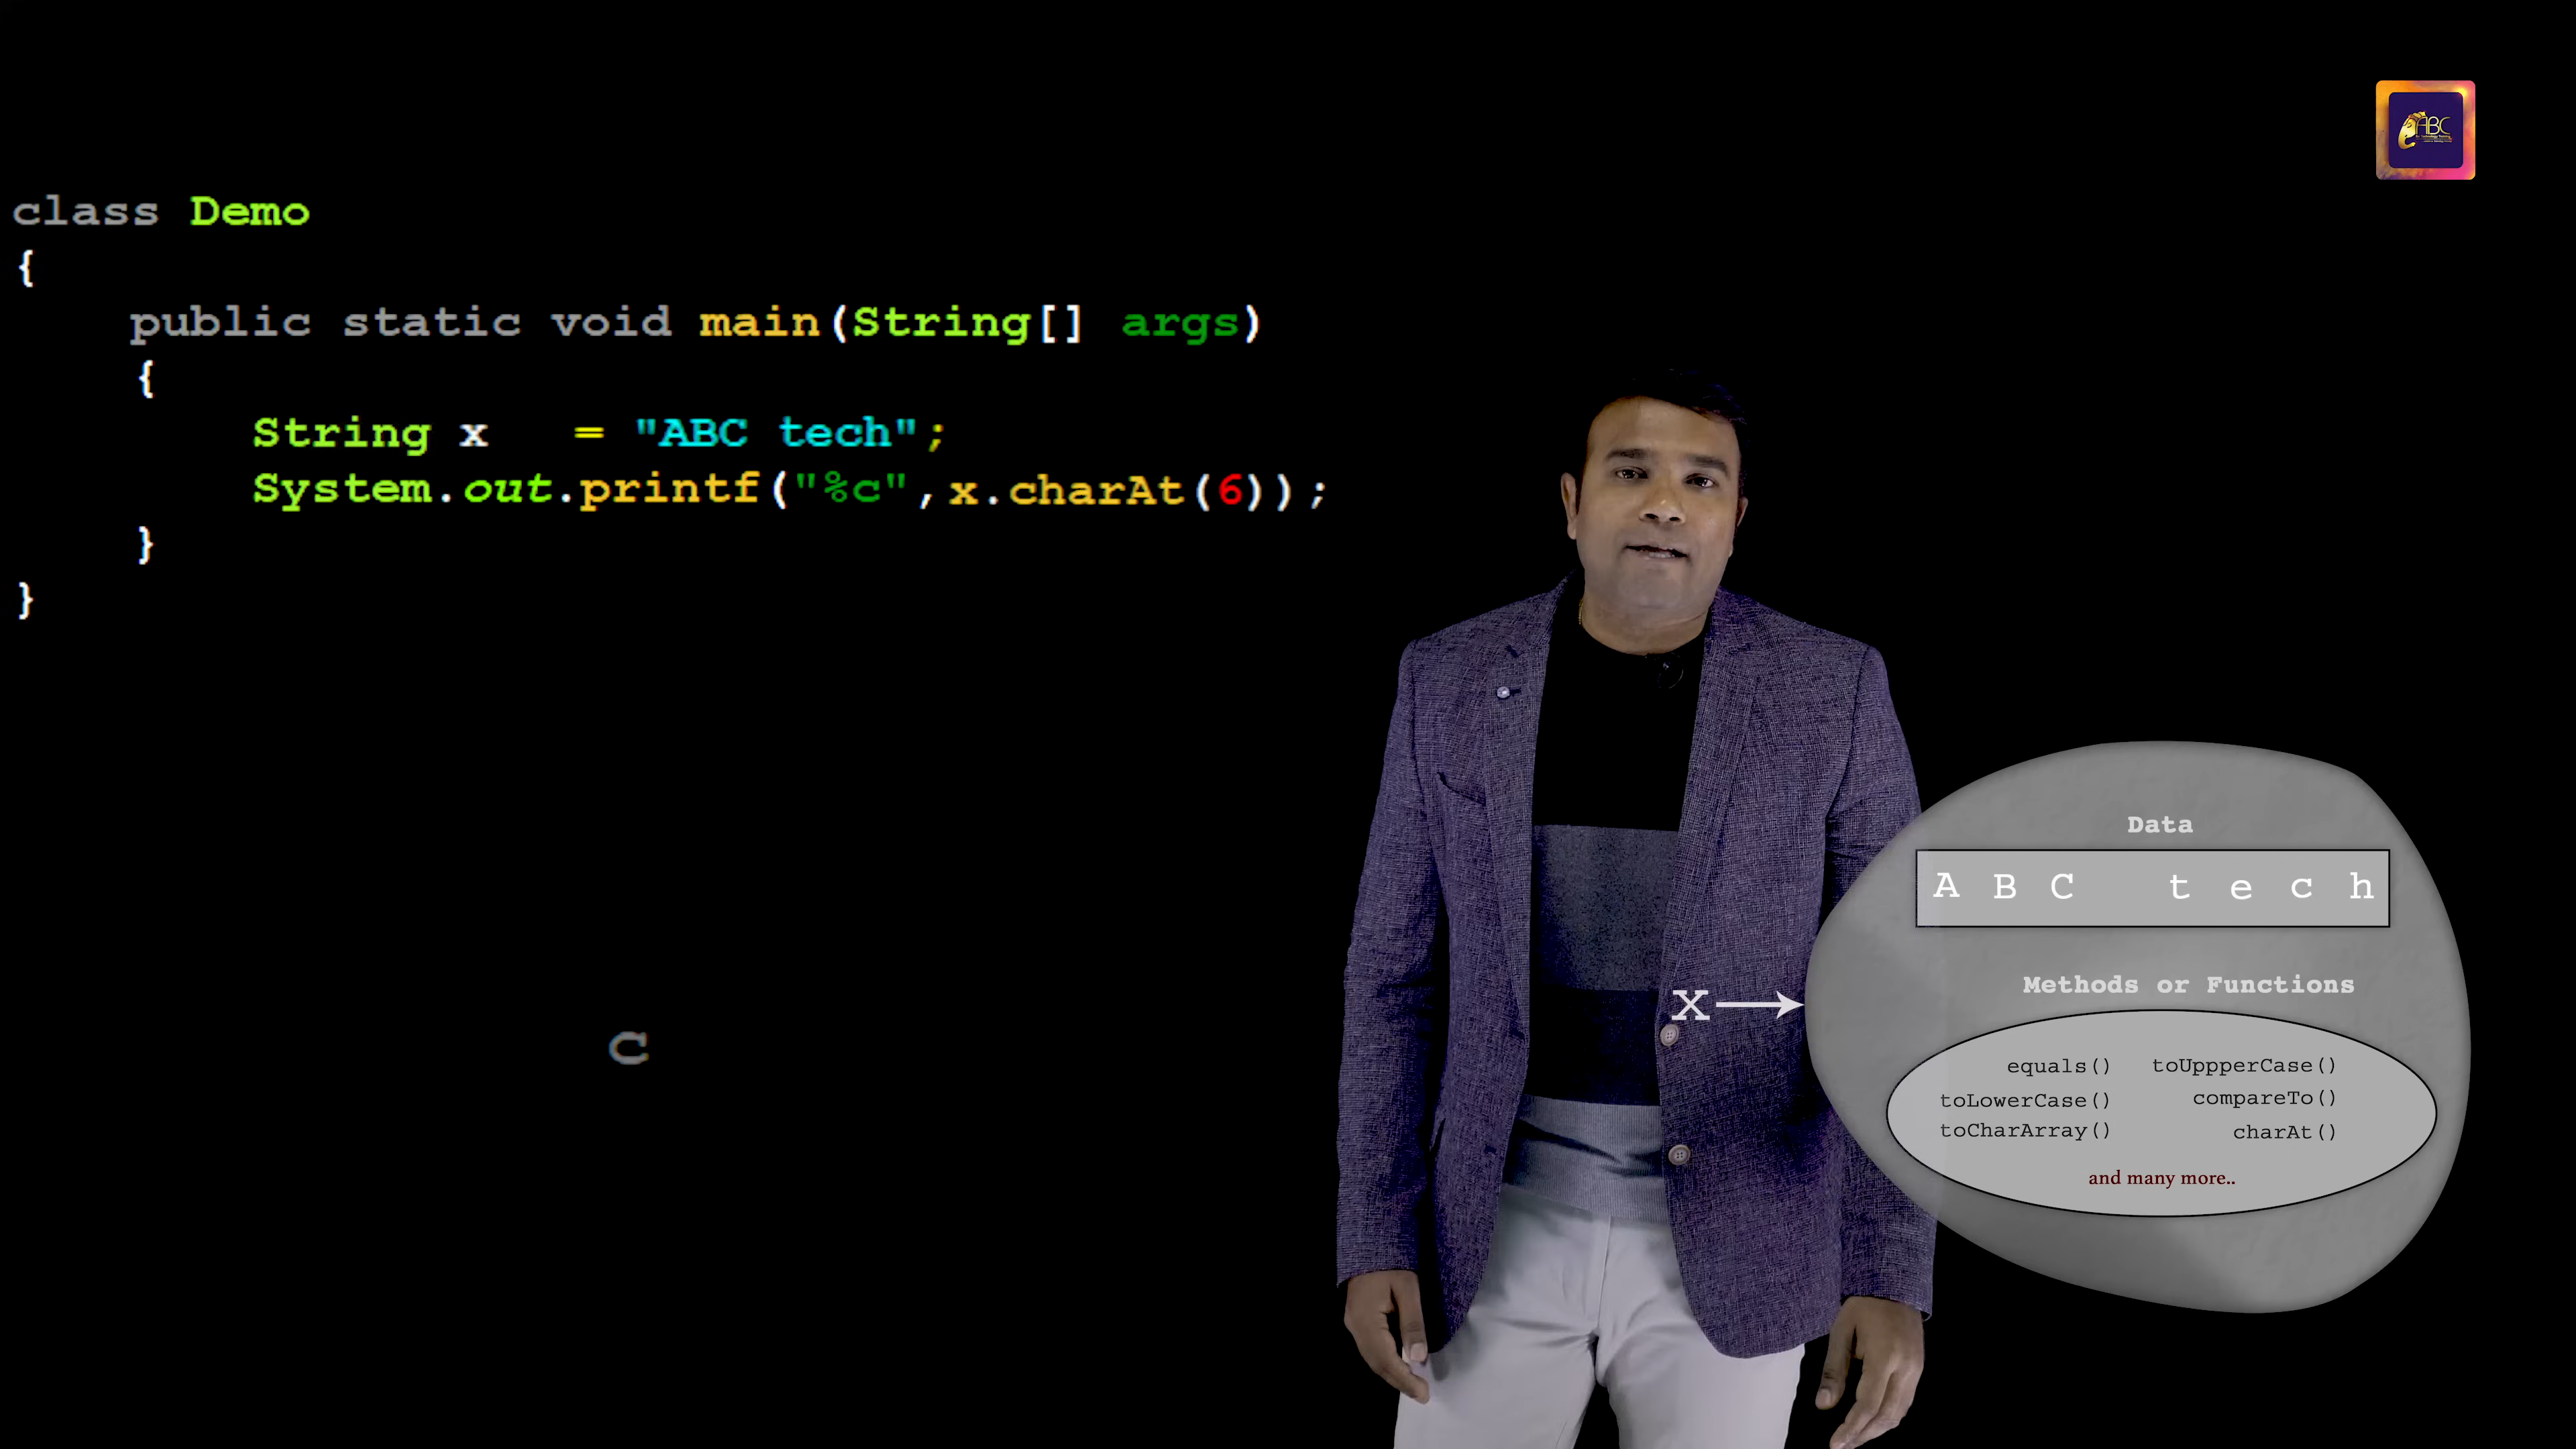 ABC
class Demo
{
public static void main(String[] args)
{
String x = "ABC tech";
System.out.printf("%c",x.charAt(6));
}
}
Data
A B C t e c h
x
Methods or Functions
equals() toUppperCase()
toLowerCase() compareTo()
toCharArray() charAt()
and many more..
c